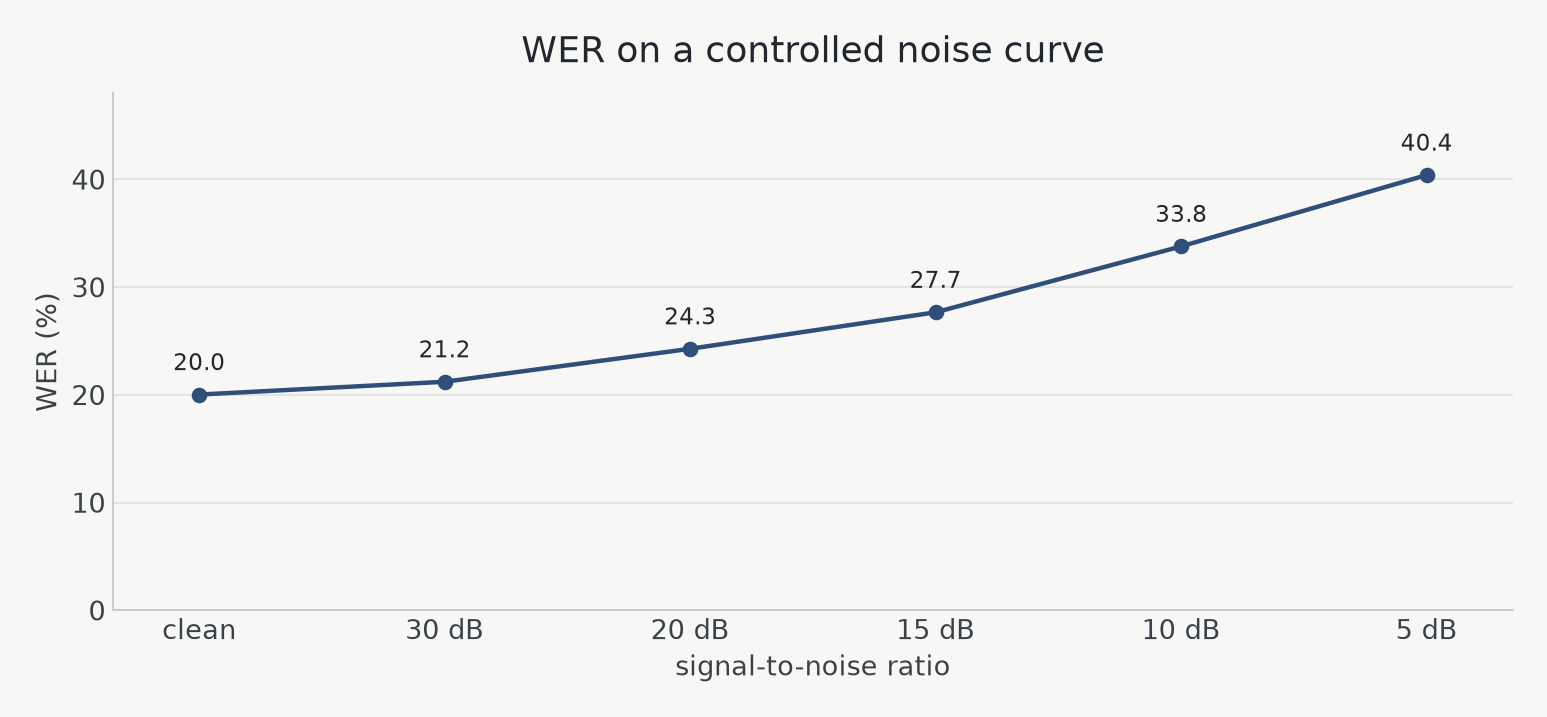 WER on a controlled noise curve
40.4
40
33.8
30
27.7
24.3
21.2
20.0
20
10
0
WER (%)
clean 30 dB 20 dB 15 dB 10 dB 5 dB
signal-to-noise ratio